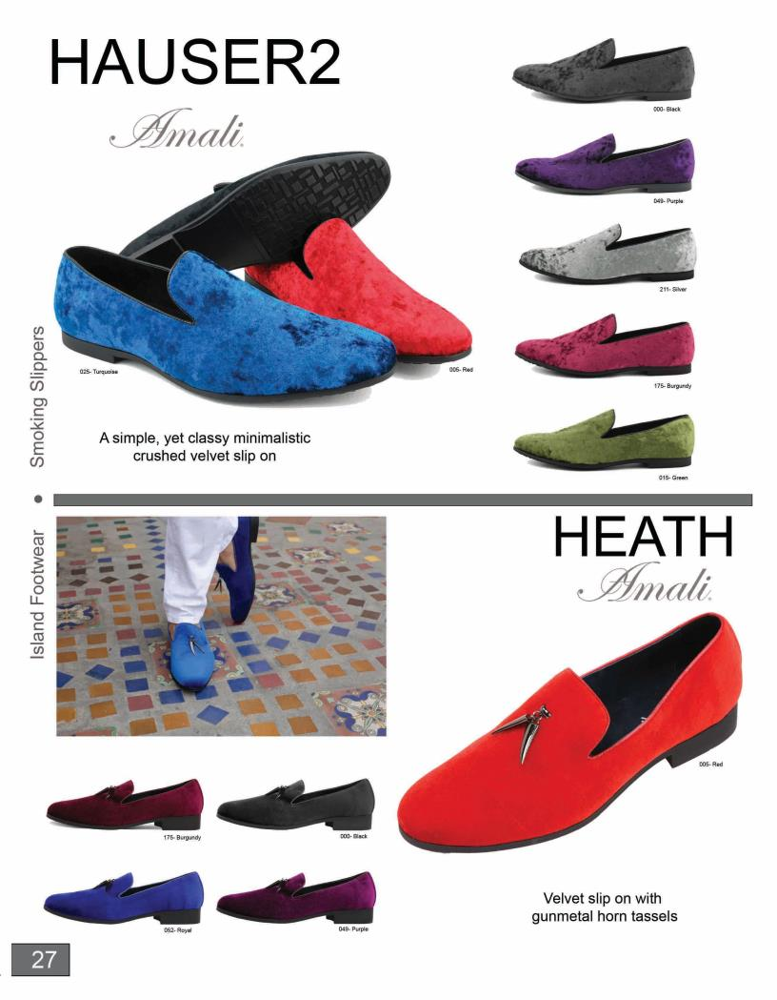 HAUSER2
Amali®
000- Black
049- Purple
211- Silver
175- Burgundy
015- Green
025- Turquoise
005- Red
A simple, yet classy minimalistic
crushed velvet slip on
Smoking Slippers
Island Footwear
HEATH
Amali®
005- Red
175- Burgundy
000- Black
052- Royal
049- Purple
Velvet slip on with
gunmetal horn tassels
27